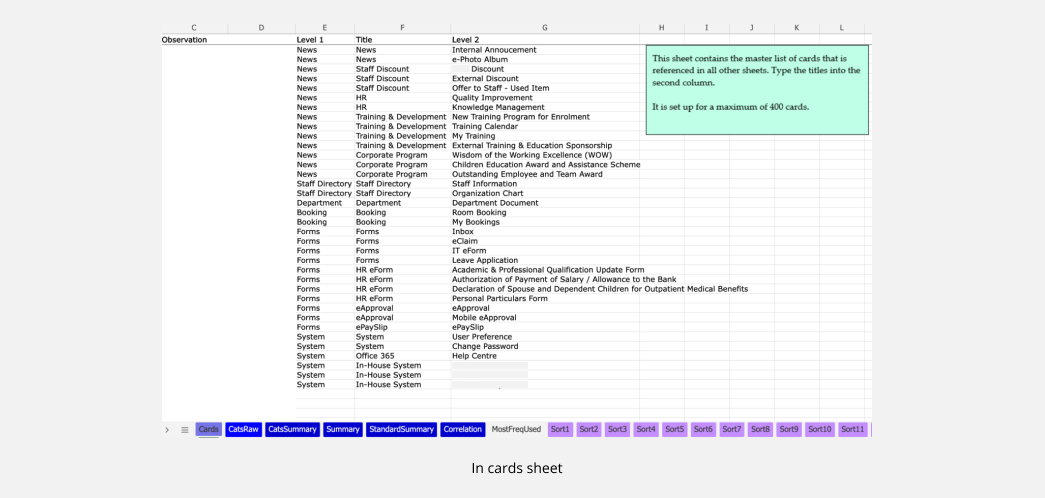 C D E F G H I J K L
Observation Level 1 Title Level 2
News News Internal Annoucement
News News e-Photo Album
News Staff Discount Discount
News Staff Discount External Discount
News Staff Discount Offer to Staff - Used Item
News HR Quality Improvement
News HR Knowledge Management
News Training & Development New Training Program for Enrolment
News Training & Development Training Calendar
News Training & Development My Training
News Training & Development External Training & Education Sponsorship
News Corporate Program Wisdom of the Working Excellence (WOW)
News Corporate Program Children Education Award and Assistance Scheme
News Corporate Program Outstanding Employee and Team Award
Staff Directory Staff Directory Staff Information
Staff Directory Staff Directory Organization Chart
Department Department Department Document
Booking Booking Room Booking
Booking Booking My Bookings
Forms Forms Inbox
Forms Forms eClaim
Forms Forms IT eForm
Forms Forms Leave Application
Forms HR eForm Academic & Professional Qualification Update Form
Forms HR eForm Authorization of Payment of Salary / Allowance to the Bank
Forms HR eForm Declaration of Spouse and Dependent Children for Outpatient Medical Benefits
Forms HR eForm Personal Particulars Form
Forms eApproval eApproval
Forms eApproval Mobile eApproval
Forms ePaySlip ePaySlip
System System User Preference
System System Change Password
System Office 365 Help Centre
System In-House System
System In-House System
System In-House System
This sheet contains the master list of cards that is
referenced in all other sheets. Type the titles into the
second column.
It is set up for a maximum of 400 cards.
Cards CatsRaw CatsSummary Summary StandardSummary Correlation MostFreqUsed Sort1 Sort2 Sort3 Sort4 Sort5 Sort6 Sort7 Sort8 Sort9 Sort10 Sort11
In cards sheet